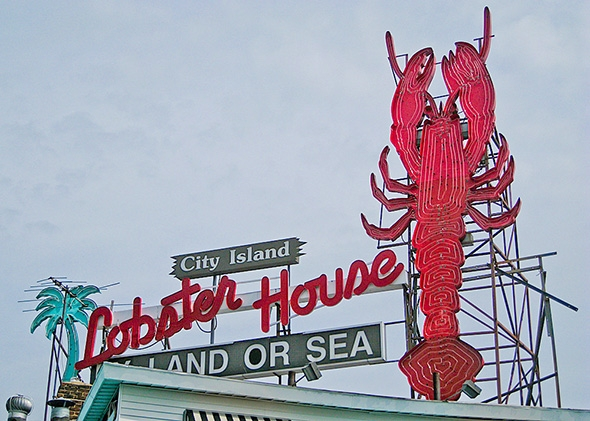 City Island
Lobster House
LAND OR SEA